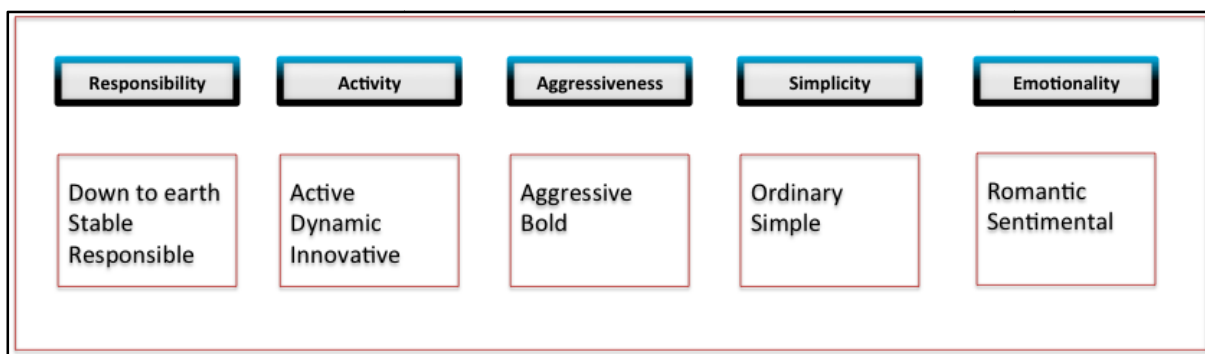 Responsibility
Activity
Aggressiveness
Simplicity
Emotionality
Down to earth
Stable
Responsible
Active
Dynamic
Innovative
Aggressive
Bold
Ordinary
Simple
Romantic
Sentimental